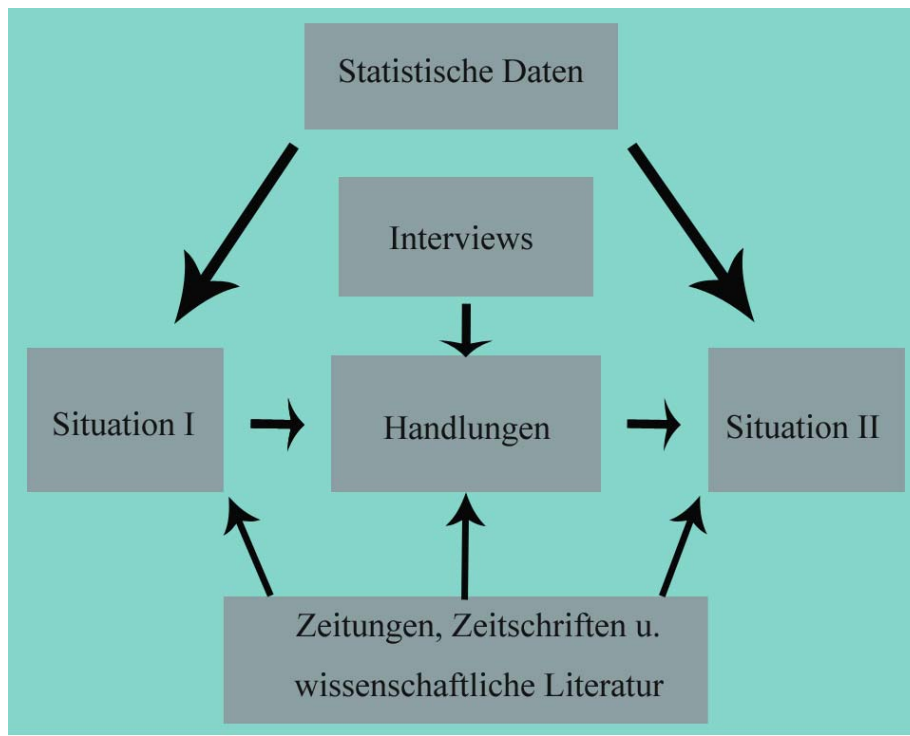 Statistische Daten
Interviews
Situation I
Handlungen
Situation II
Zeitungen, Zeitschriften u.
wissenschaftliche Literatur